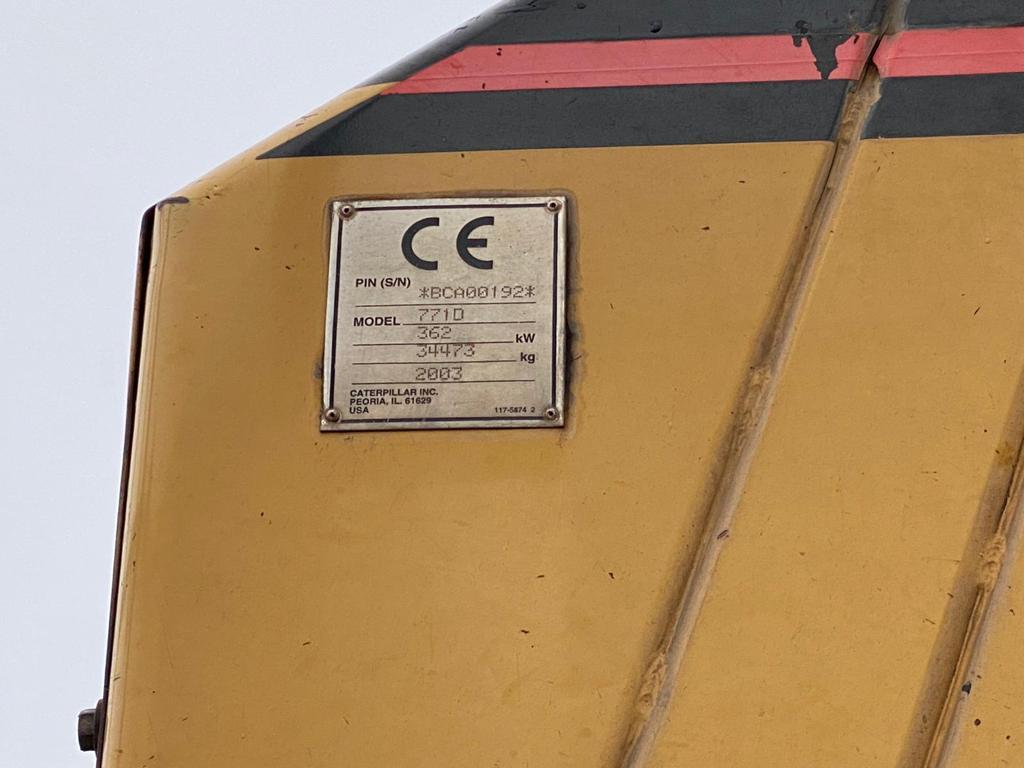 CE
PIN (S/N) *BCA00192*
MODEL 771D
362 kW
34473 kg
2003
CATERPILLAR INC.
PEORIA, IL. 61629
USA 117-5874 2